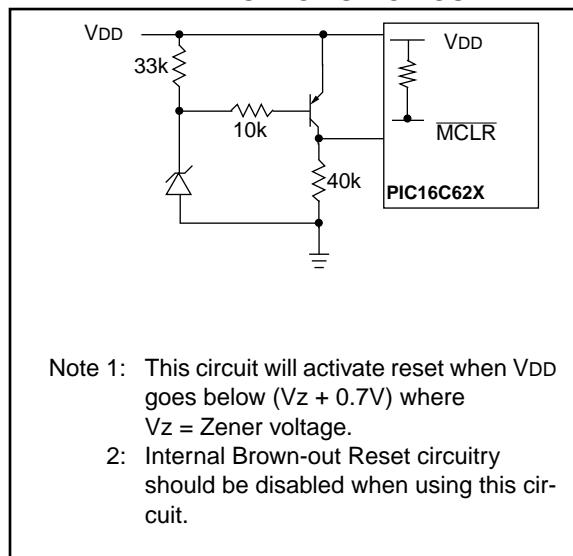 VDD
VDD
33k
10k
MCLR
40k
PIC16C62X
Note 1: This circuit will activate reset when VDD
goes below (Vz + 0.7V) where
Vz = Zener voltage.
2: Internal Brown-out Reset circuitry
should be disabled when using this cir-
cuit.